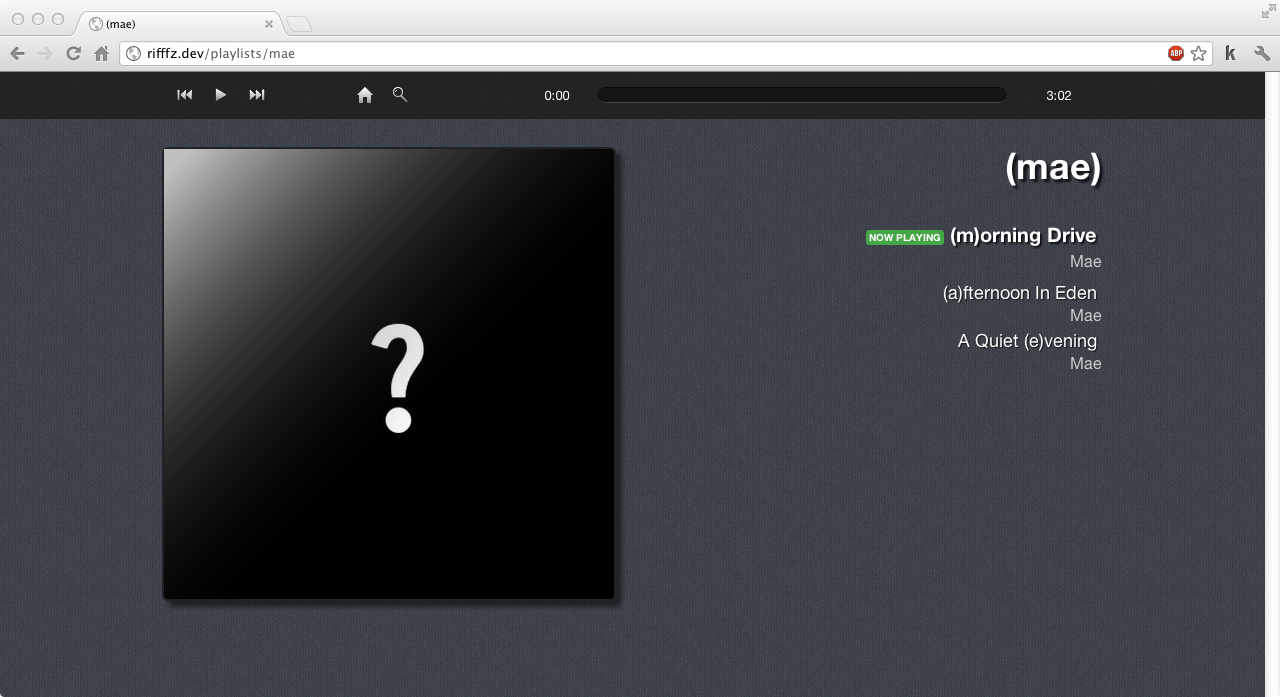 (mae)
rifffz.dev/playlists/mae
ABP
k
0:00
3:02
?
(mae)
NOW PLAYING (m)orning Drive
Mae
(a)fternoon In Eden
Mae
A Quiet (e)vening
Mae